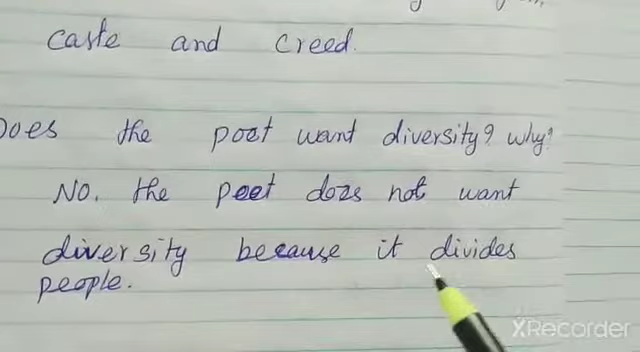 caste and creed.
Does the poet want diversity? why?
No. the poet does not want
diversity because it divides
people.
XRecorder